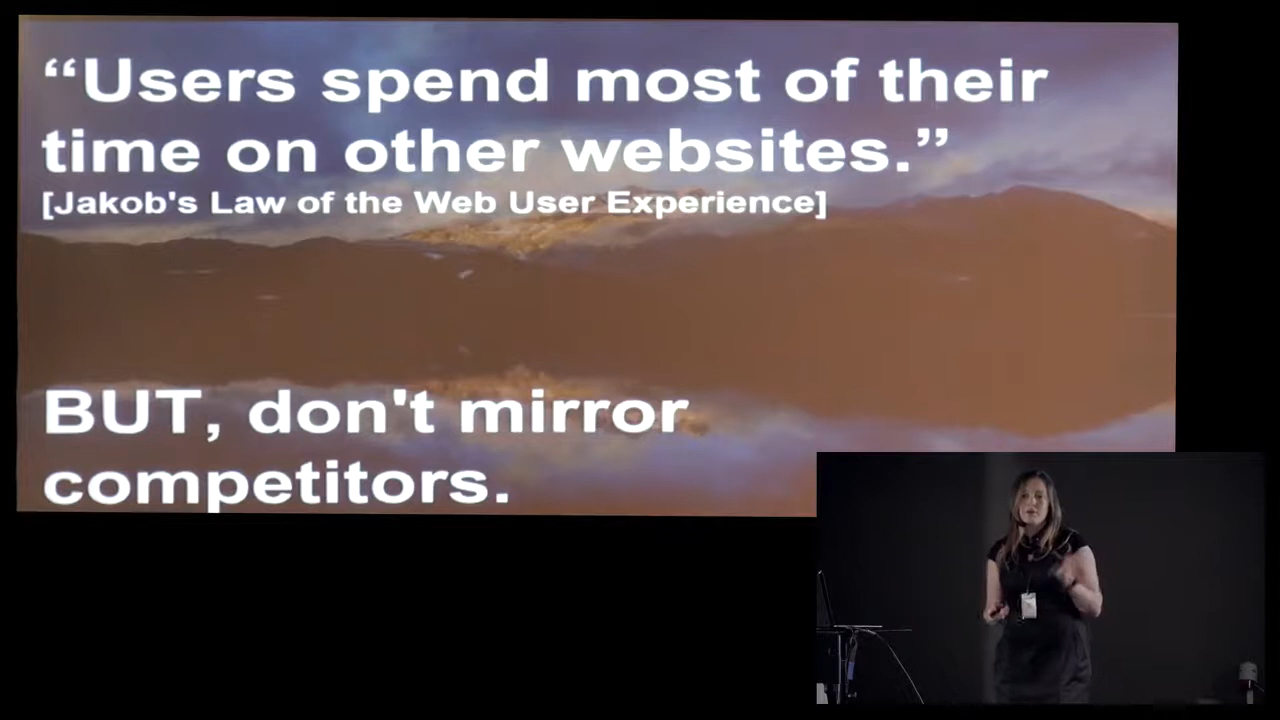 “Users spend most of their
time on other websites.”
[Jakob's Law of the Web User Experience]
BUT, don't mirror
competitors.